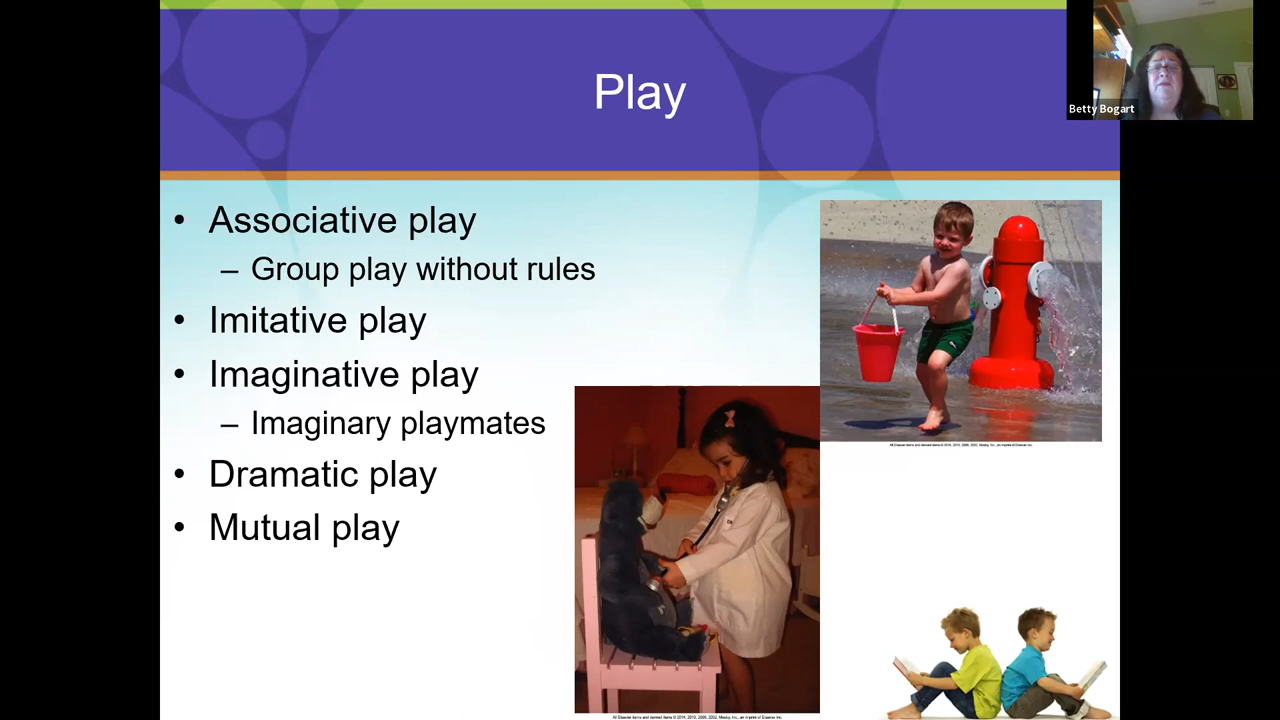 Play
Betty Bogart
• Associative play
– Group play without rules
• Imitative play
• Imaginative play
– Imaginary playmates
• Dramatic play
• Mutual play